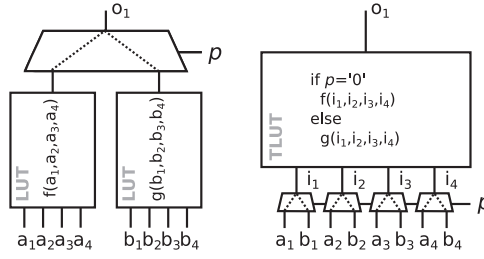 o₁
p
LUT
f(a₁,a₂,a₃,a₄)
LUT
g(b₁,b₂,b₃,b₄)
a₁a₂a₃a₄
b₁b₂b₃b₄
o₁
TLUT
if p='0'
f(i₁,i₂,i₃,i₄)
else
g(i₁,i₂,i₃,i₄)
i₁ i₂ i₃ i₄
p
a₁ b₁ a₂ b₂ a₃ b₃ a₄ b₄